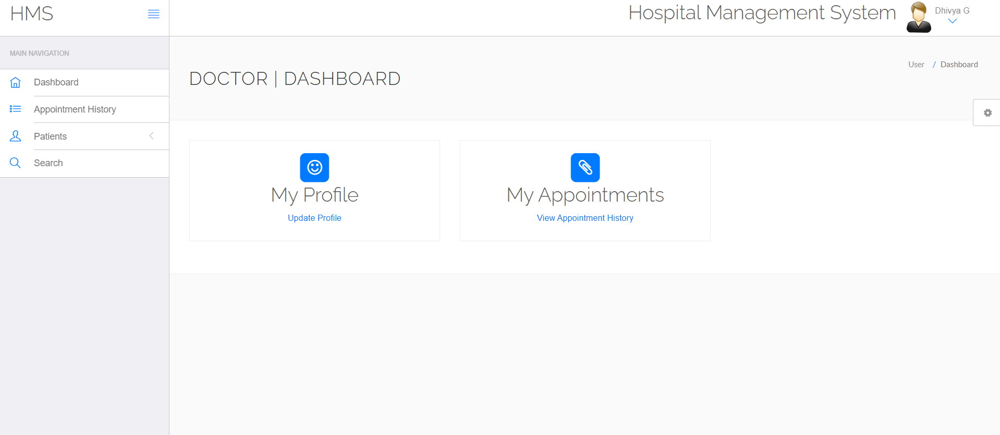 HMS
Hospital Management System
Dhivya G
MAIN NAVIGATION
Dashboard
Appointment History
Patients
Search
User / Dashboard
DOCTOR | DASHBOARD
My Profile
Update Profile
My Appointments
View Appointment History